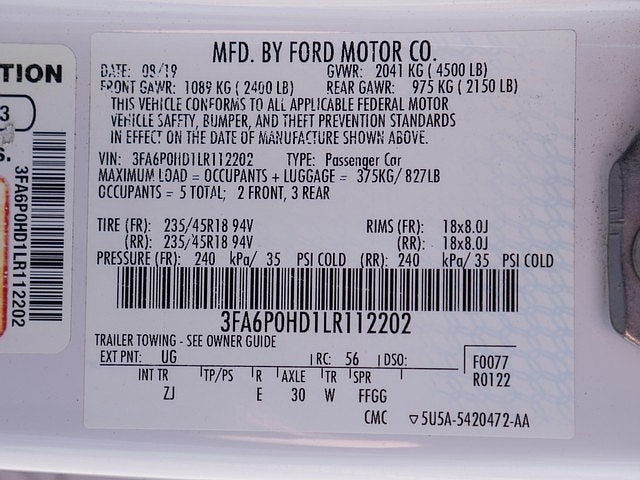 TION
3
S.
3FA6P0HD1LR112202
MFD. BY FORD MOTOR CO.
DATE: 09/19 GVWR: 2041 KG ( 4500 LB)
FRONT GAWR: 1089 KG ( 2400 LB) REAR GAWR: 975 KG ( 2150 LB)
THIS VEHICLE CONFORMS TO ALL APPLICABLE FEDERAL MOTOR
VEHICLE SAFETY, BUMPER, AND THEFT PREVENTION STANDARDS
IN EFFECT ON THE DATE OF MANUFACTURE SHOWN ABOVE.
VIN: 3FA6P0HD1LR112202 TYPE: Passenger Car
MAXIMUM LOAD = OCCUPANTS + LUGGAGE = 375KG/ 827LB
OCCUPANTS = 5 TOTAL; 2 FRONT, 3 REAR
TIRE (FR): 235/45R18 94V RIMS (FR): 18x8.0J
(RR): 235/45R18 94V (RR): 18x8.0J
PRESSURE (FR): 240 kPa/ 35 PSI COLD (RR): 240 kPa/ 35 PSI COLD
3FA6P0HD1LR112202
TRAILER TOWING - SEE OWNER GUIDE
EXT PNT: UG RC: 56 DSO: F0077
R0122
INT TR TP/PS R AXLE TR SPR
ZJ E 30 W FFGG
CMC ▽5U5A-5420472-AA